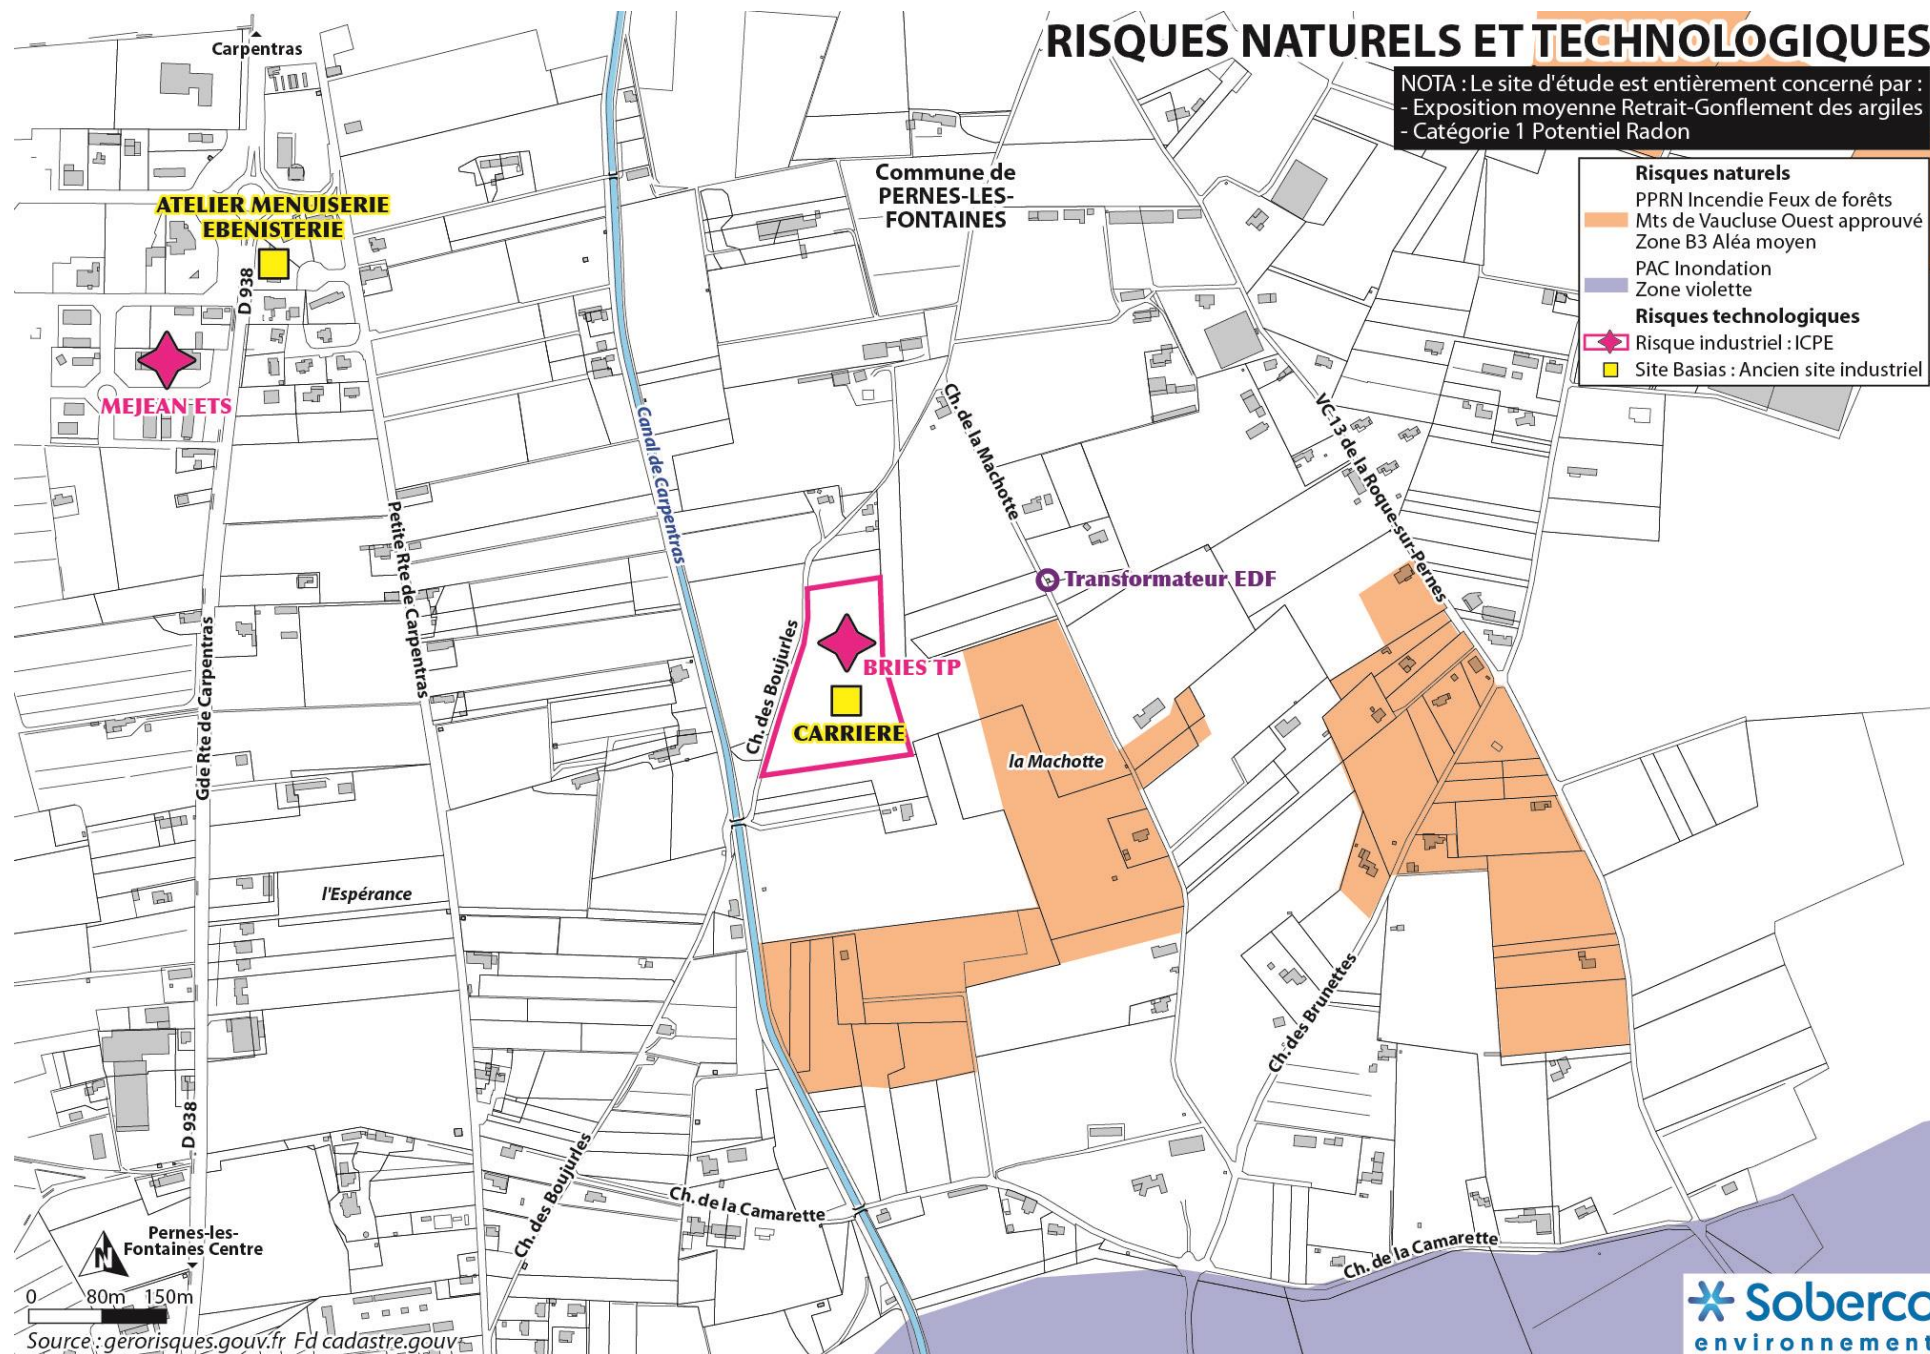 RISQUES NATURELS ET TECHNOLOGIQUES
NOTA : Le site d'étude est entièrement concerné par :
- Exposition moyenne Retrait-Gonflement des argiles
- Catégorie 1 Potentiel Radon
Risques naturels
PPRN Incendie Feux de forêts
Mts de Vaucluse Ouest approuvé
Zone B3 Aléa moyen
PAC Inondation
Zone violette
Risques technologiques
Risque industriel : ICPE
Site Basias : Ancien site industriel
Carpentras
Commune de
PERNES-LES-
FONTAINES
ATELIER MENUISERIE
EBENISTERIE
D 938
MEJEAN ETS
Canal de Carpentras
Ch. de la Machotte
VC 13 de la Roque-sur-Pernes
Petite Rte de Carpentras
Transformateur EDF
Gde Rte de Carpentras
Ch. des Boujurles
BRIES TP
CARRIERE
la Machotte
l'Espérance
Ch. des Brunettes
D 938
Ch. des Boujurles
Ch. de la Camarette
Ch. de la Camarette
Pernes-les-
Fontaines Centre
N
0 80m 150m
Source : gerorisques.gouv.fr Fd cadastre.gouv
Soberco
environnement